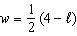 w = 1/2 (4 − ℓ)